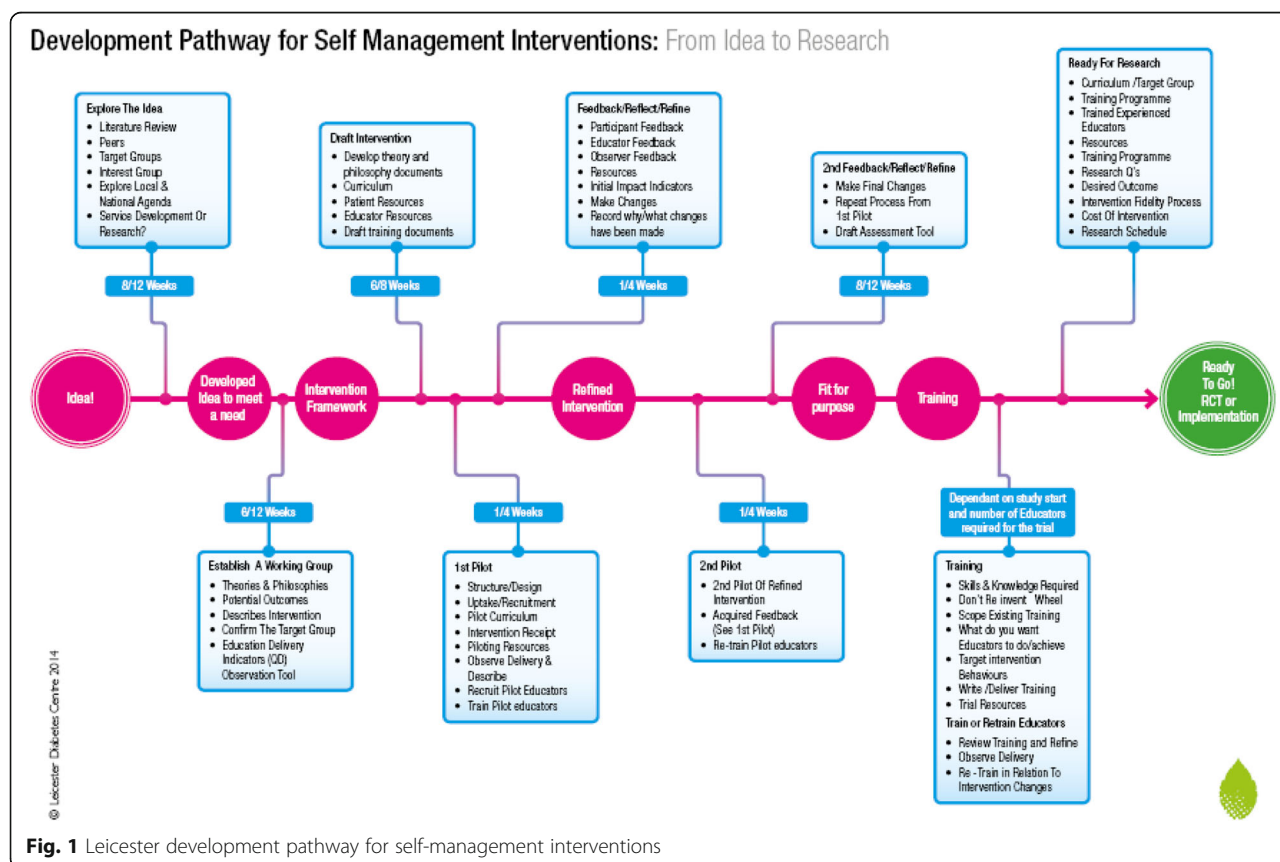 Development Pathway for Self Management Interventions: From Idea to Research
Explore The Idea
• Literature Review
• Peers
• Target Groups
• Interest Group
• Explore Local &
National Agenda
• Service Development Or
Research?
8/12 Weeks
Draft Intervention
• Develop theory and
philosophy documents
• Curriculum
• Patient Resources
• Educator Resources
• Draft training documents
6/8 Weeks
Feedback/Reflect/Refine
• Participant Feedback
• Educator Feedback
• Observer Feedback
• Resources
• Initial Impact Indicators
• Make Changes
• Record why/what changes
have been made
1/4 Weeks
2nd Feedback/Reflect/Refine
• Make Final Changes
• Repeat Process From
1st Pilot
• Draft Assessment Tool
8/12 Weeks
Ready For Research
• Curriculum /Target Group
• Training Programme
• Trained Experienced
Educators
• Resources
• Training Programme
• Research Q's
• Desired Outcome
• Intervention Fidelity Process
• Cost Of Intervention
• Research Schedule
Idea!
Developed
Idea to meet
a need
Intervention
Framework
Refined
Intervention
Fit for
purpose
Training
Ready
To Go!
RCT or
Implementation
6/12 Weeks
Establish A Working Group
• Theories & Philosophies
• Potential Outcomes
• Describes Intervention
• Confirm The Target Group
• Education Delivery
Indicators (QD)
Observation Tool
1/4 Weeks
1st Pilot
• Structure/Design
• Uptake/Recruitment
• Pilot Curriculum
• Intervention Receipt
• Piloting Resources
• Observe Delivery &
Describe
• Recruit Pilot Educators
• Train Pilot educators
1/4 Weeks
2nd Pilot
• 2nd Pilot Of Refined
Intervention
• Acquired Feedback
(See 1st Pilot)
• Re-train Pilot educators
Dependant on study start
and number of Educators
required for the trial
Training
• Skills & Knowledge Required
• Don't Re invent Wheel
• Scope Existing Training
• What do you want
Educators to do/achieve
• Target intervention
Behaviours
• Write /Deliver Training
• Trial Resources
Train or Retrain Educators
• Review Training and Refine
• Observe Delivery
• Re -Train in Relation To
Intervention Changes
© Leicester Diabetes Centre 2014
Fig. 1 Leicester development pathway for self-management interventions